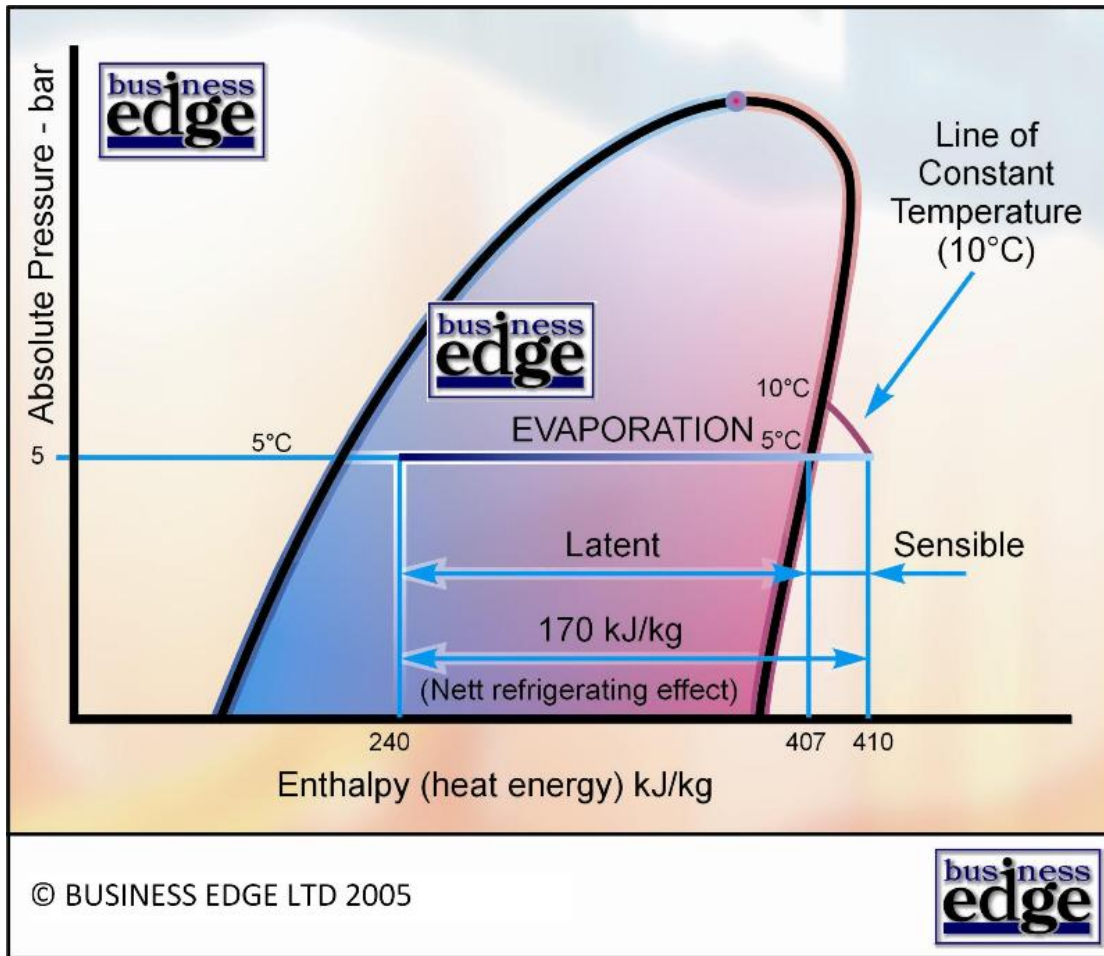 business
edge
Absolute Pressure - bar
Line of
Constant
Temperature
(10°C)
business
edge
10°C
EVAPORATION
5°C
5°C
5
Latent
Sensible
170 kJ/kg
(Nett refrigerating effect)
240
407
410
Enthalpy (heat energy) kJ/kg
© BUSINESS EDGE LTD 2005
business
edge